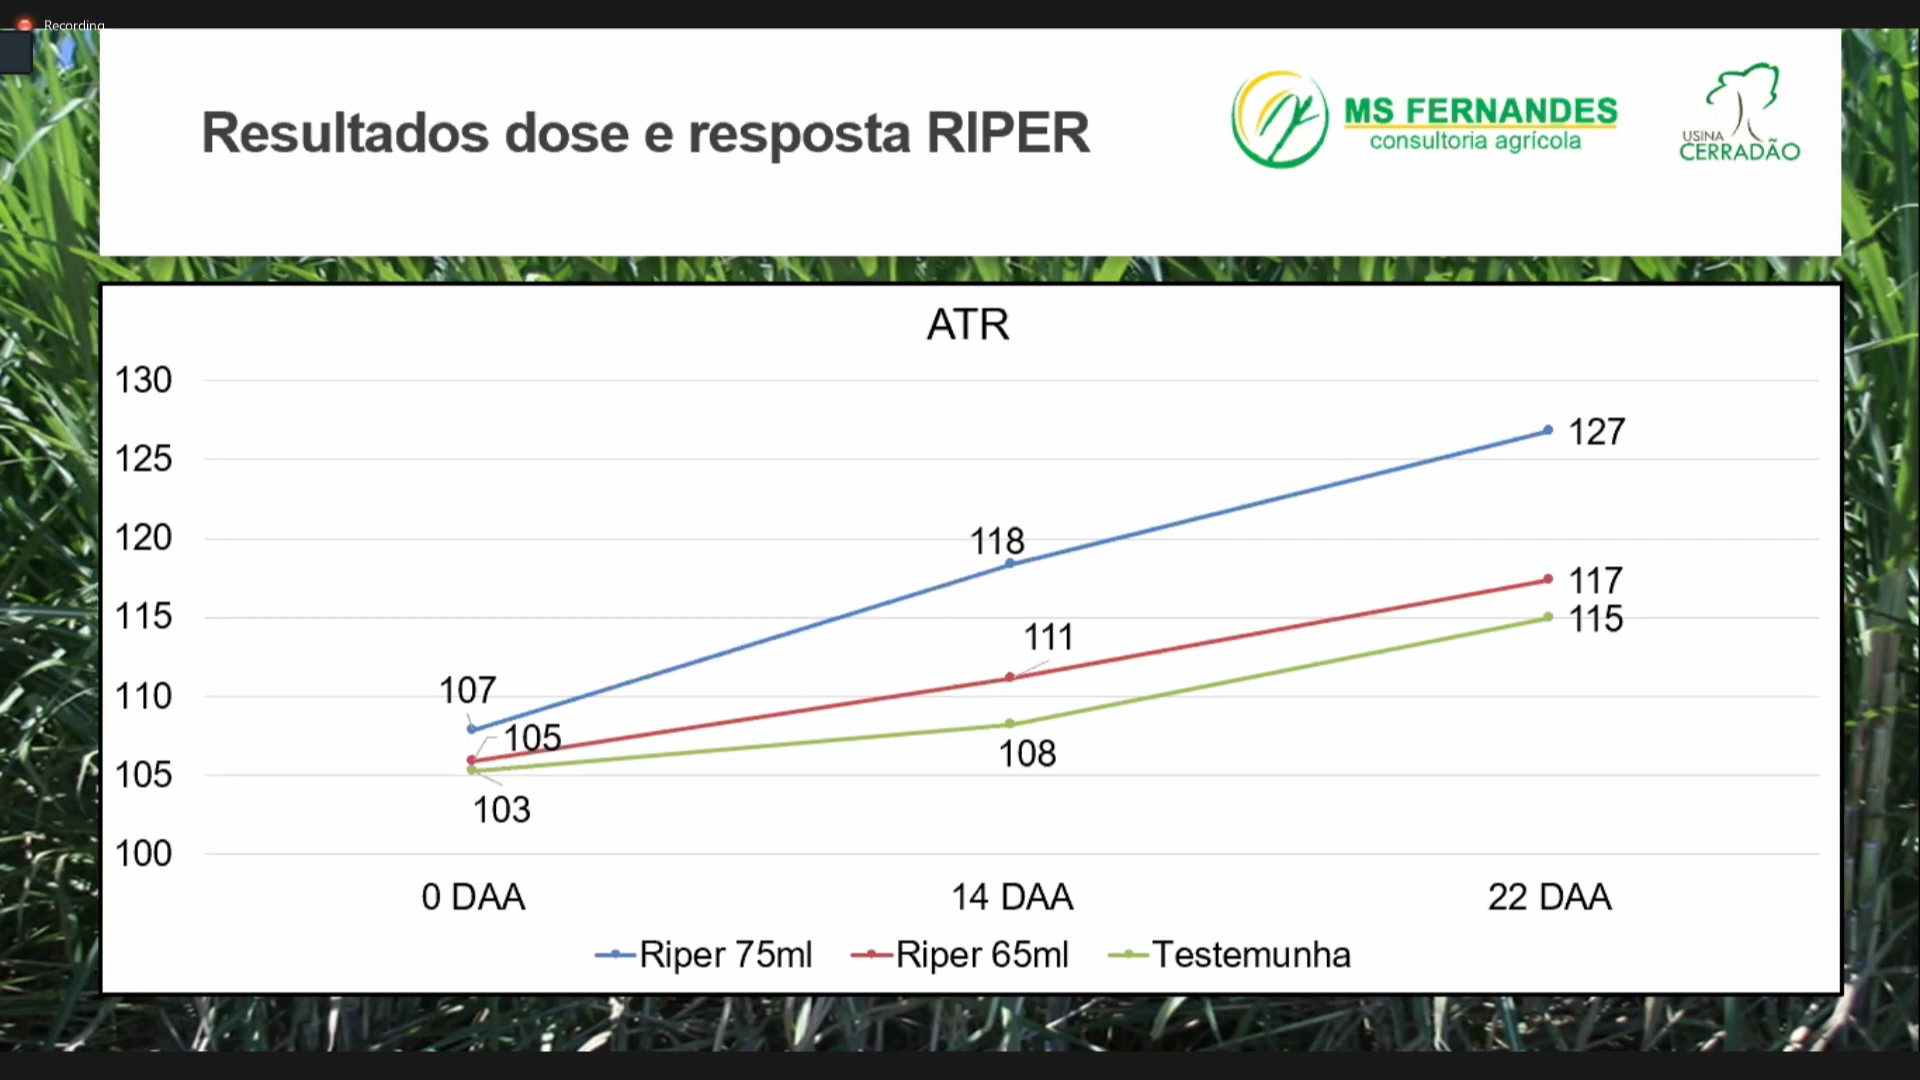 Recording
Resultados dose e resposta RIPER
MS FERNANDES
consultoria agrícola
USINA
CERRADÃO
ATR
130
125
120
115
110
105
100
127
118
117
115
111
107
105
108
103
0 DAA 14 DAA 22 DAA
Riper 75ml Riper 65ml Testemunha